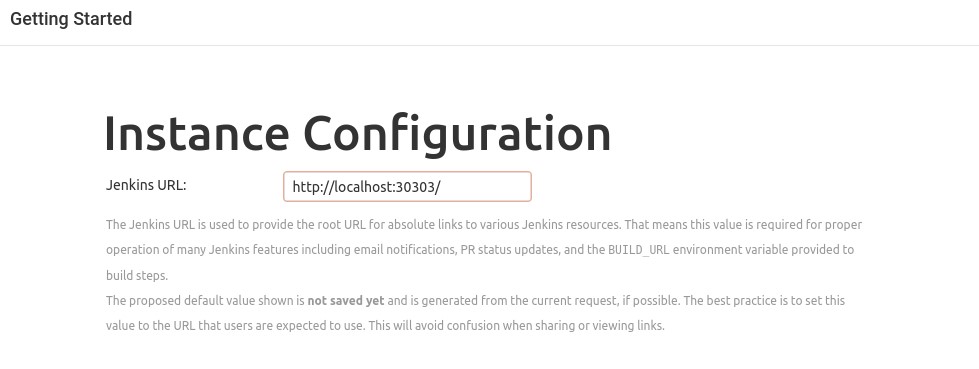 Getting Started
Instance Configuration
Jenkins URL: http://localhost:30303/
The Jenkins URL is used to provide the root URL for absolute links to various Jenkins resources. That means this value is required for proper
operation of many Jenkins features including email notifications, PR status updates, and the BUILD_URL environment variable provided to
build steps.
The proposed default value shown is not saved yet and is generated from the current request, if possible. The best practice is to set this
value to the URL that users are expected to use. This will avoid confusion when sharing or viewing links.